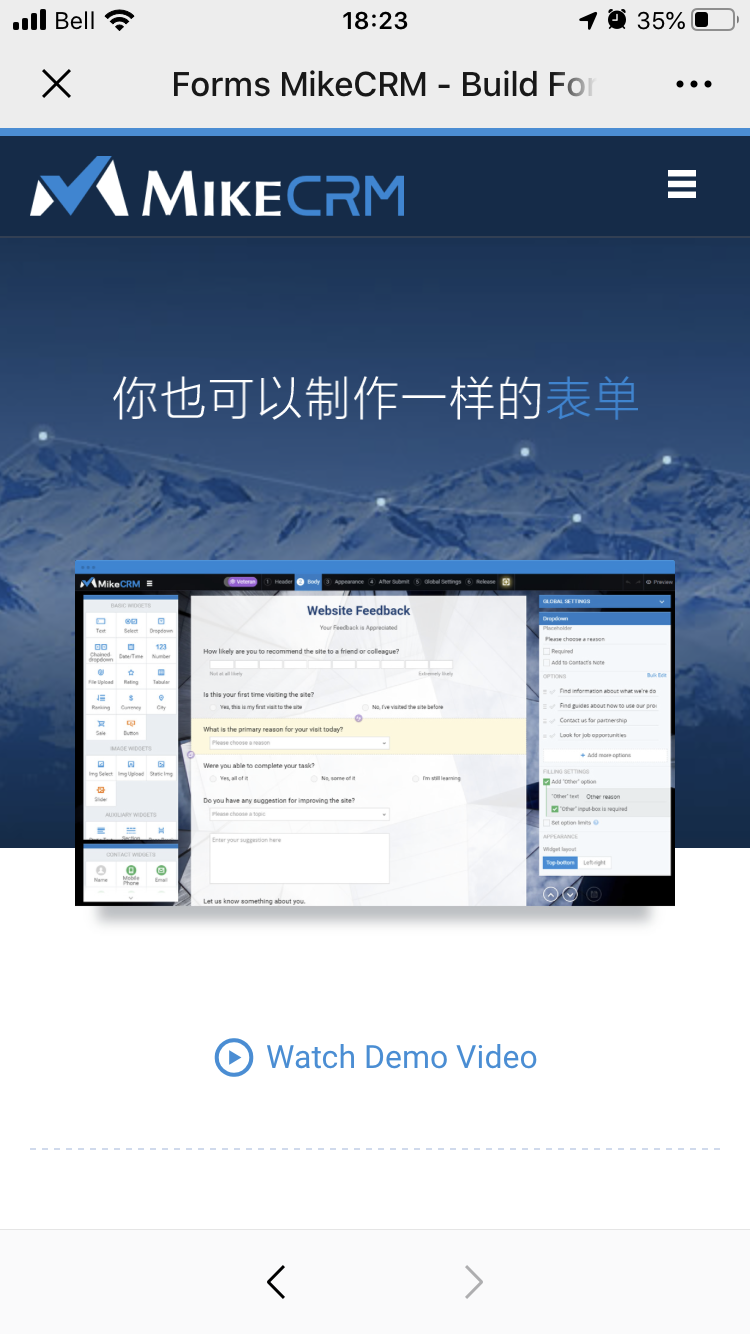 Bell 18:23 35%
Forms MikeCRM - Build For
MIKECRM
你也可以制作一样的表单
MikeCRM Veteran 1 Header 2 Body 3 Appearance 4 After Submit 5 Global Settings 6 Release Preview
BASIC WIDGETS
Text Select Dropdown
Chained Dropdown Date/Time Number
File Upload Rating Tabular
Ranking Currency City
Sale Button
IMAGE WIDGETS
Img Select Img Upload Static Img
Slider
AUXILIARY WIDGETS
CONTACT WIDGETS
Name Mobile Phone Email
Website Feedback
Your Feedback is Appreciated
How likely are you to recommend the site to a friend or colleague?
Not at all likely Extremely likely
Is this your first time visiting the site?
Yes, this is my first visit to the site No, I've visited the site before
What is the primary reason for your visit today?
Please choose a reason
Were you able to complete your task?
Yes, all of it No, some of it I'm still learning
Do you have any suggestion for improving the site?
Please choose a topic
Enter your suggestion here
Let us know something about you.
GLOBAL SETTINGS
Dropdown
Placeholder
Please choose a reason
Required
Add to Contact's Note
OPTIONS Bulk Edit
Find information about what we're do
Find guides about how to use our pro
Contact us for partnership
Look for job opportunities
+ Add more options
FILLING SETTINGS
Add "Other" option
"Other" text Other reason
"Other" input-box is required
Set option limits
APPEARANCE
Widget layout
Top-bottom Left-right
Watch Demo Video